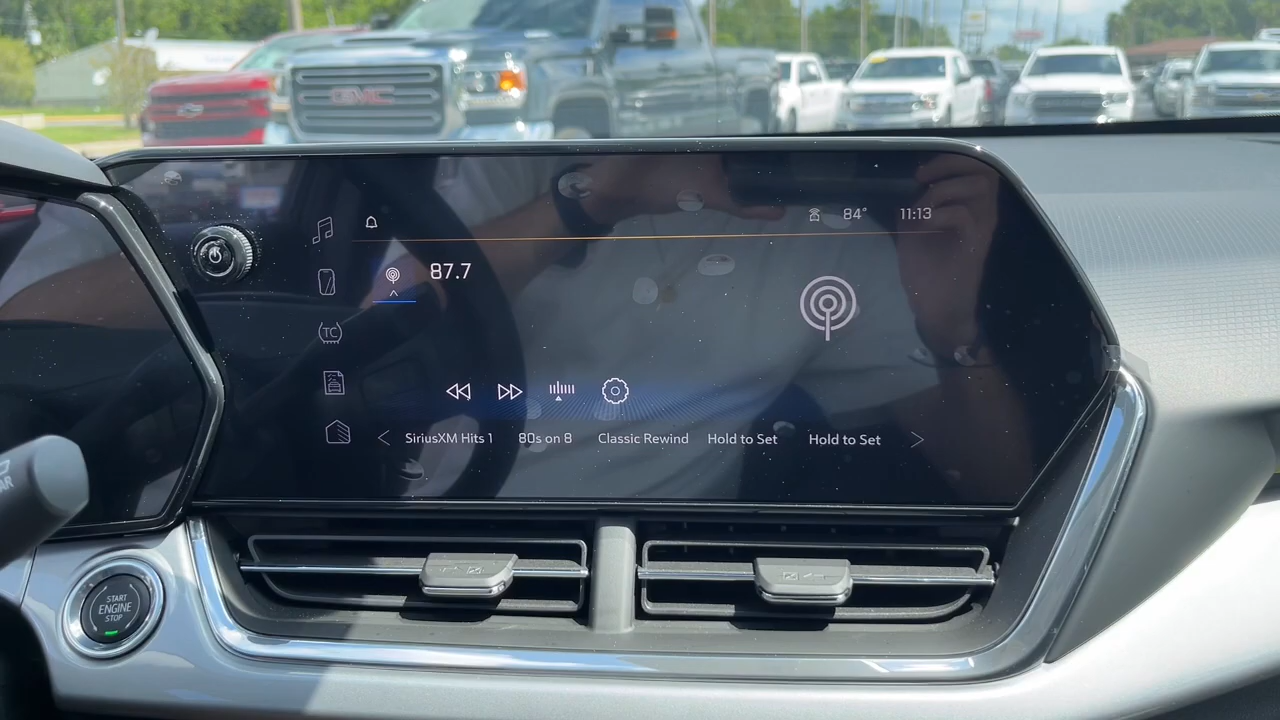 GMC
84° 11:13
87.7
TC
SiriusXM Hits 1 80s on 8 Classic Rewind Hold to Set Hold to Set
START
ENGINE
STOP